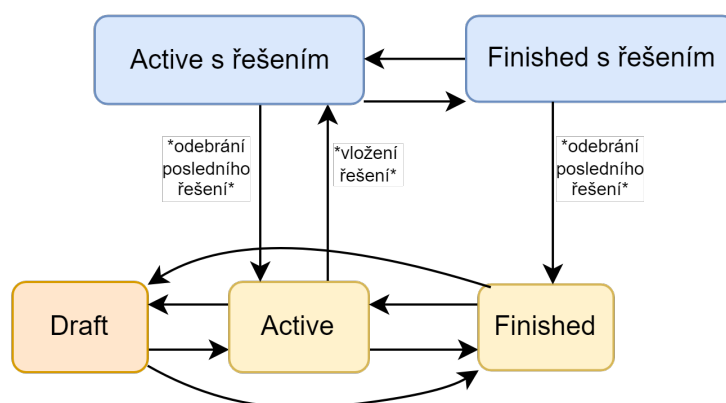 Active s řešením
Finished s řešením
*odebrání
posledního
řešení*
*vložení
řešení*
*odebrání
posledního
řešení*
Draft
Active
Finished